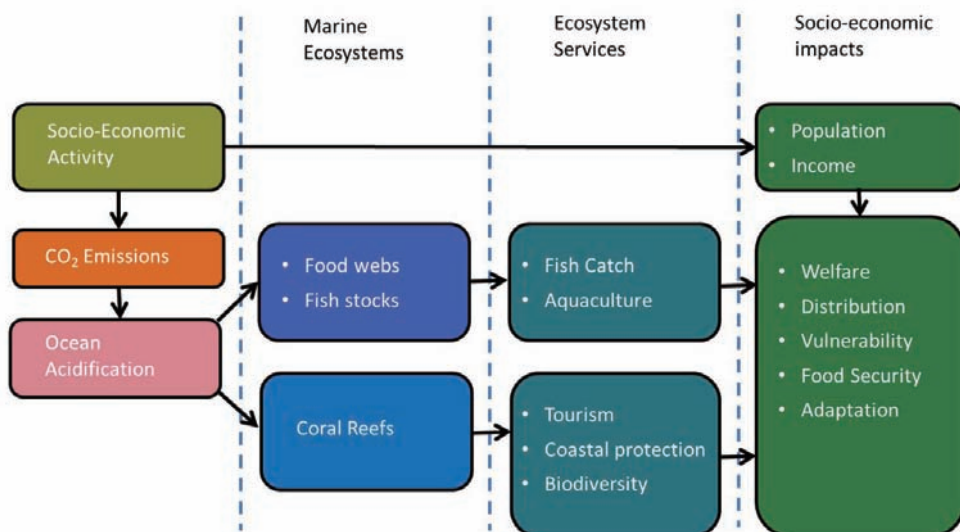 Marine
Ecosystems
Ecosystem
Services
Socio-economic
impacts
Socio-Economic
Activity
• Population
• Income
CO₂ Emissions
• Food webs
• Fish stocks
• Fish Catch
• Aquaculture
• Welfare
• Distribution
• Vulnerability
• Food Security
• Adaptation
Ocean
Acidification
Coral Reefs
• Tourism
• Coastal protection
• Biodiversity